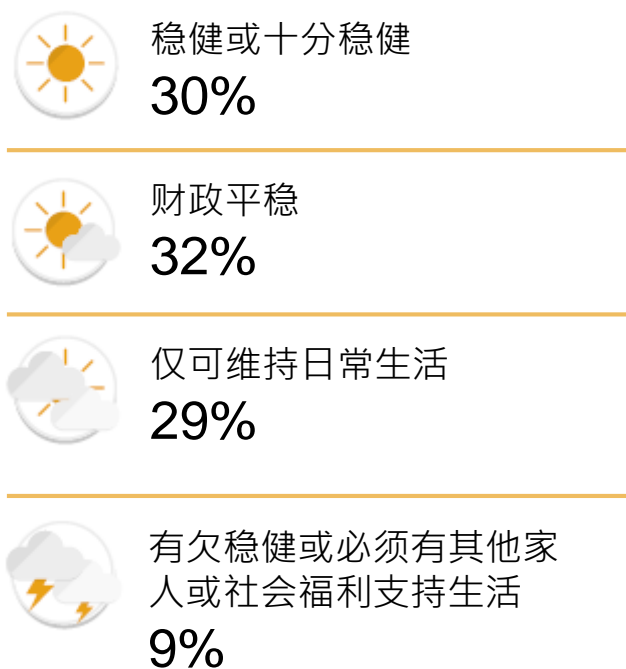 稳健或十分稳健
30%
财政平稳
32%
仅可维持日常生活
29%
有欠稳健或必须有其他家
人或社会福利支持生活
9%